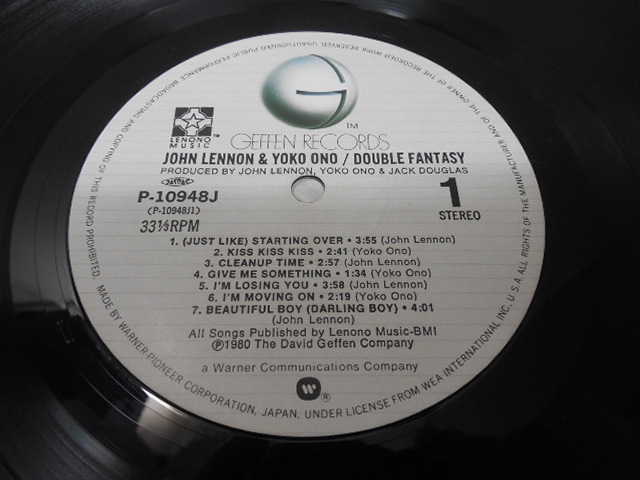 LENONO
MUSIC™
G
TM
GEFFEN RECORDS
JOHN LENNON & YOKO ONO / DOUBLE FANTASY
PRODUCED BY JOHN LENNON, YOKO ONO & JACK DOUGLAS
P-10948J
(P-10948J1)
33⅓RPM
1
STEREO
1. (JUST LIKE) STARTING OVER • 3:55 (John Lennon)
2. KISS KISS KISS • 2:41 (Yoko Ono)
3. CLEANUP TIME • 2:57 (John Lennon)
4. GIVE ME SOMETHING • 1:34 (Yoko Ono)
5. I'M LOSING YOU • 3:58 (John Lennon)
6. I'M MOVING ON • 2:19 (Yoko Ono)
7. BEAUTIFUL BOY (DARLING BOY) • 4:01
(John Lennon)
All Songs Published by Lenono Music-BMI
Ⓟ1980 The David Geffen Company
a Warner Communications Company
W®
MADE BY WARNER PIONEER CORPORATION, JAPAN, UNDER LICENSE FROM WEA INTERNATIONAL INC., U.S.A. ALL RIGHTS OF THE MANUFACTURES AND OF THE OWNER OF THE RECORDED WORK RESERVED. UNAUTHORIZED PUBLIC PERFORMANCE BROADCASTING AND COPYING OF THIS RECORD PROHIBITED.